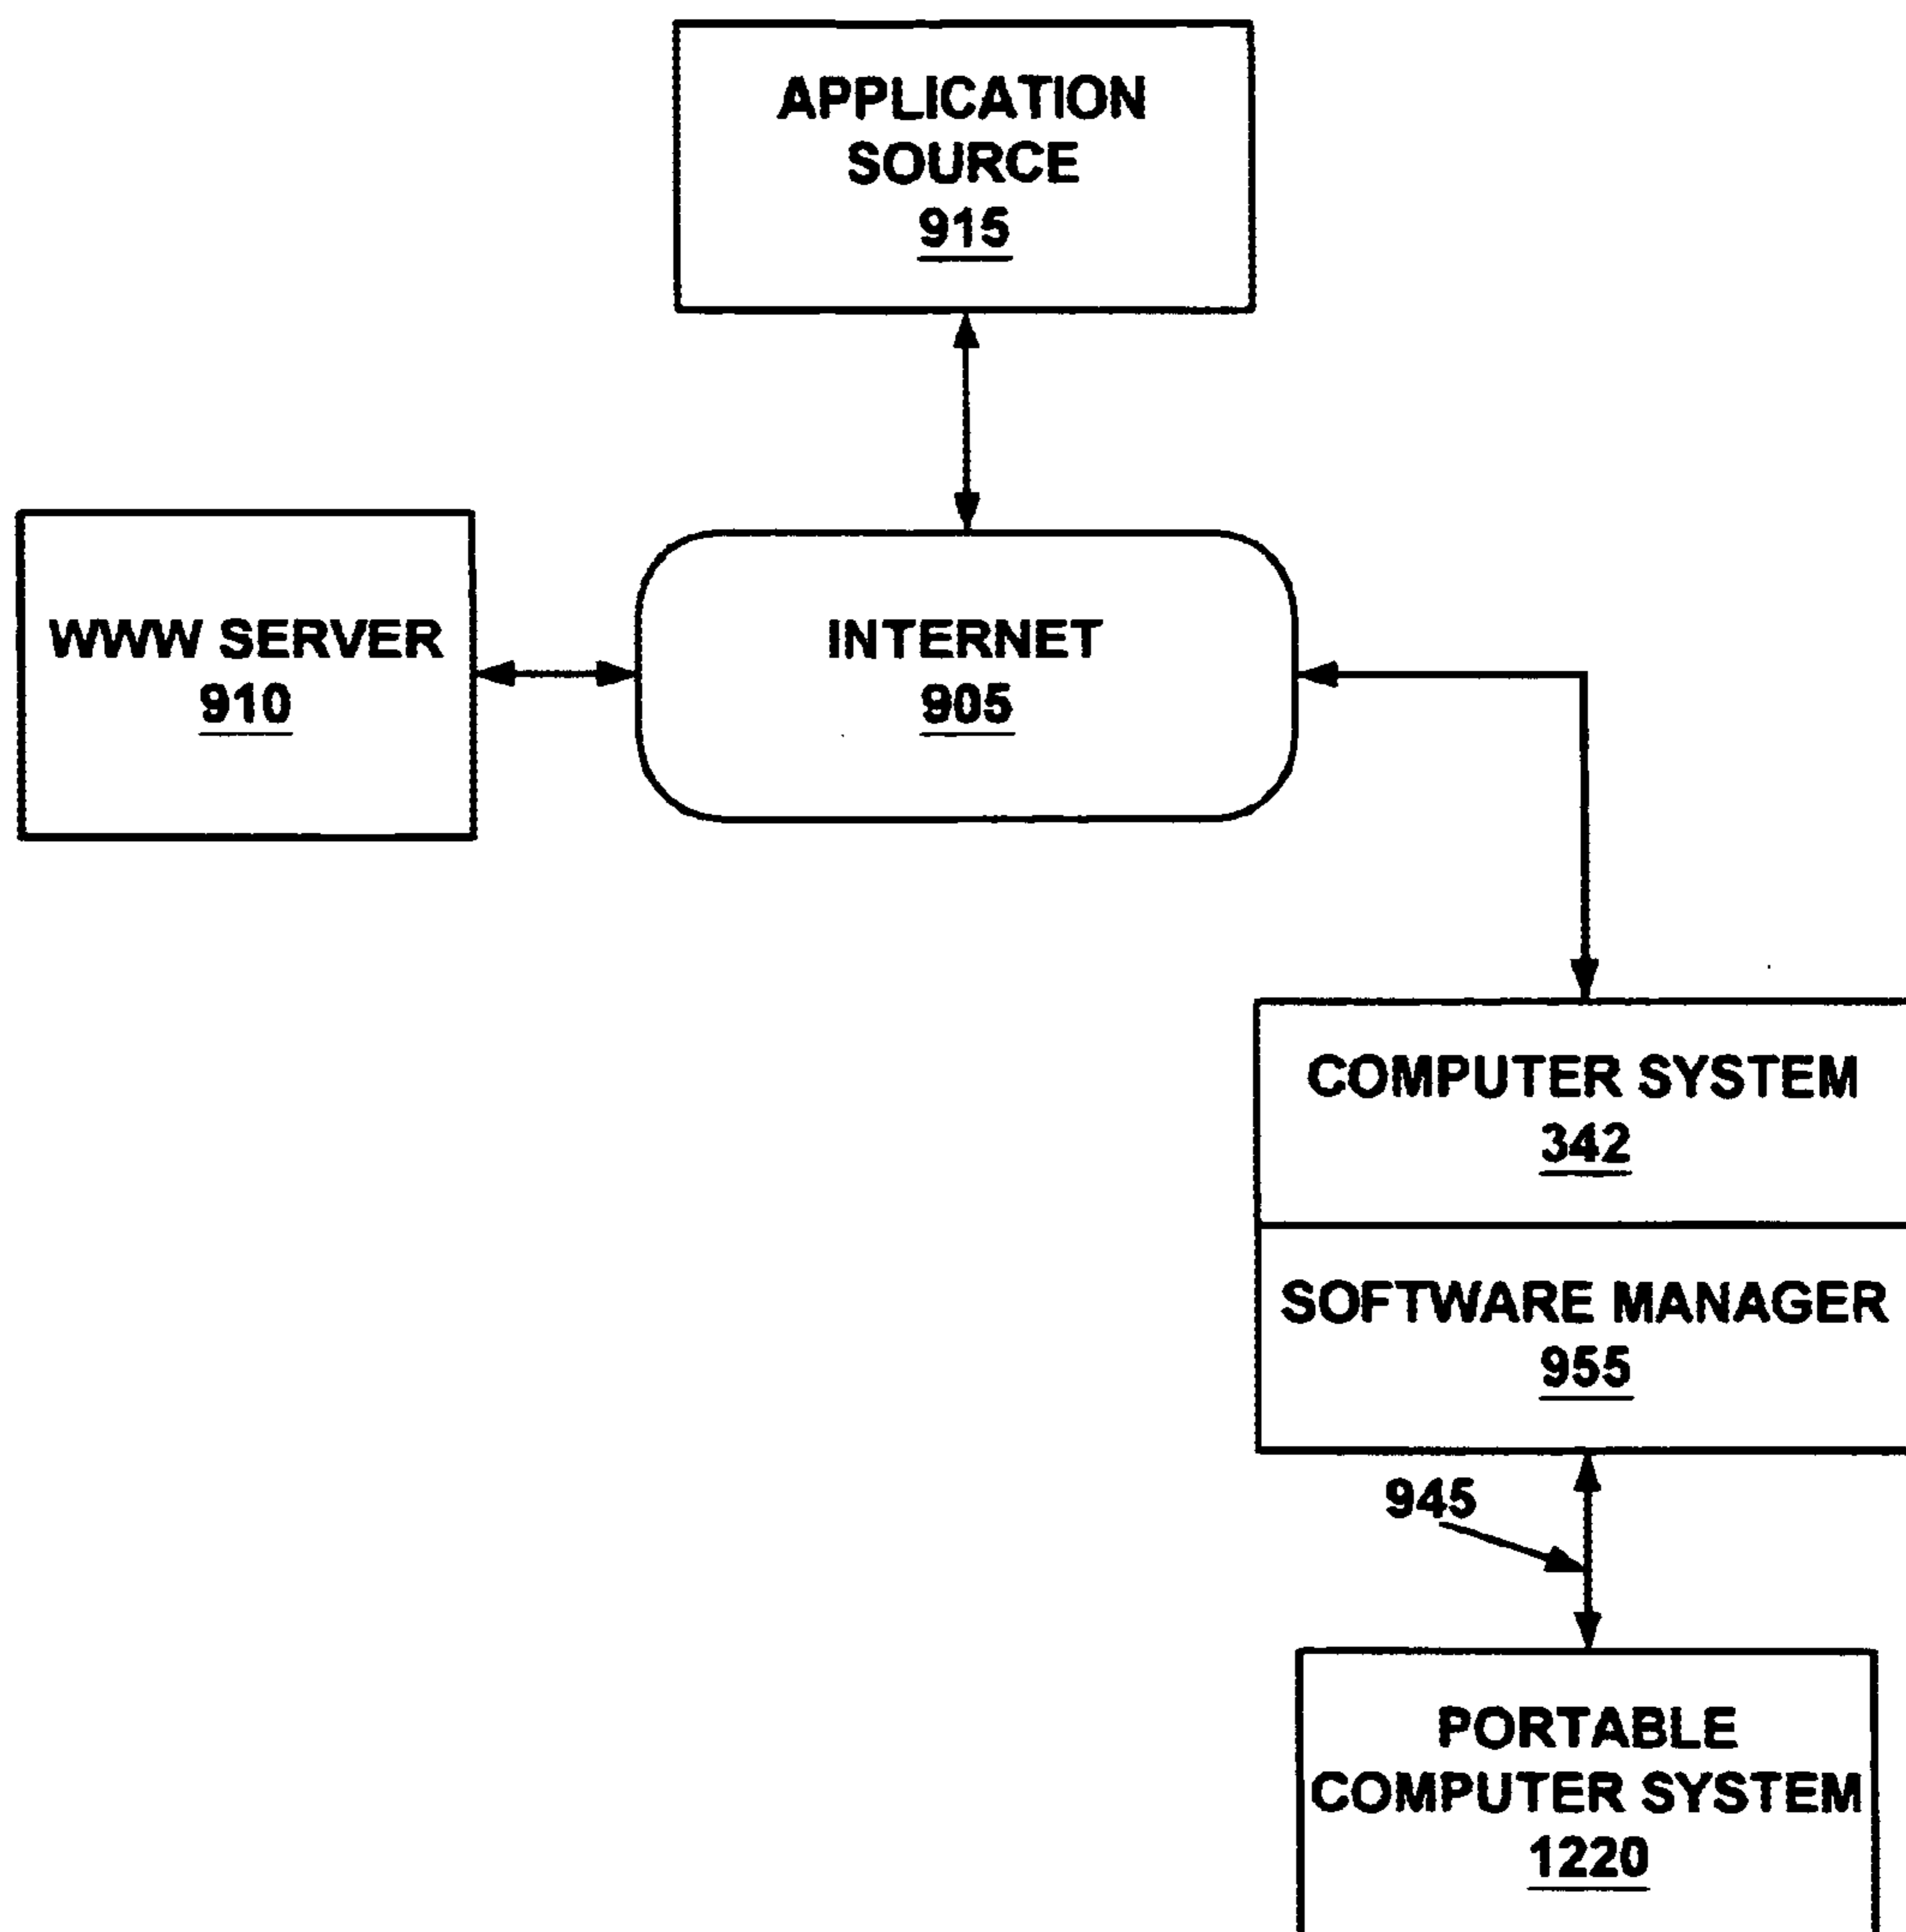 APPLICATION
SOURCE
915
WWW SERVER
910
INTERNET
905
COMPUTER SYSTEM
342
SOFTWARE MANAGER
955
945
PORTABLE
COMPUTER SYSTEM
1220